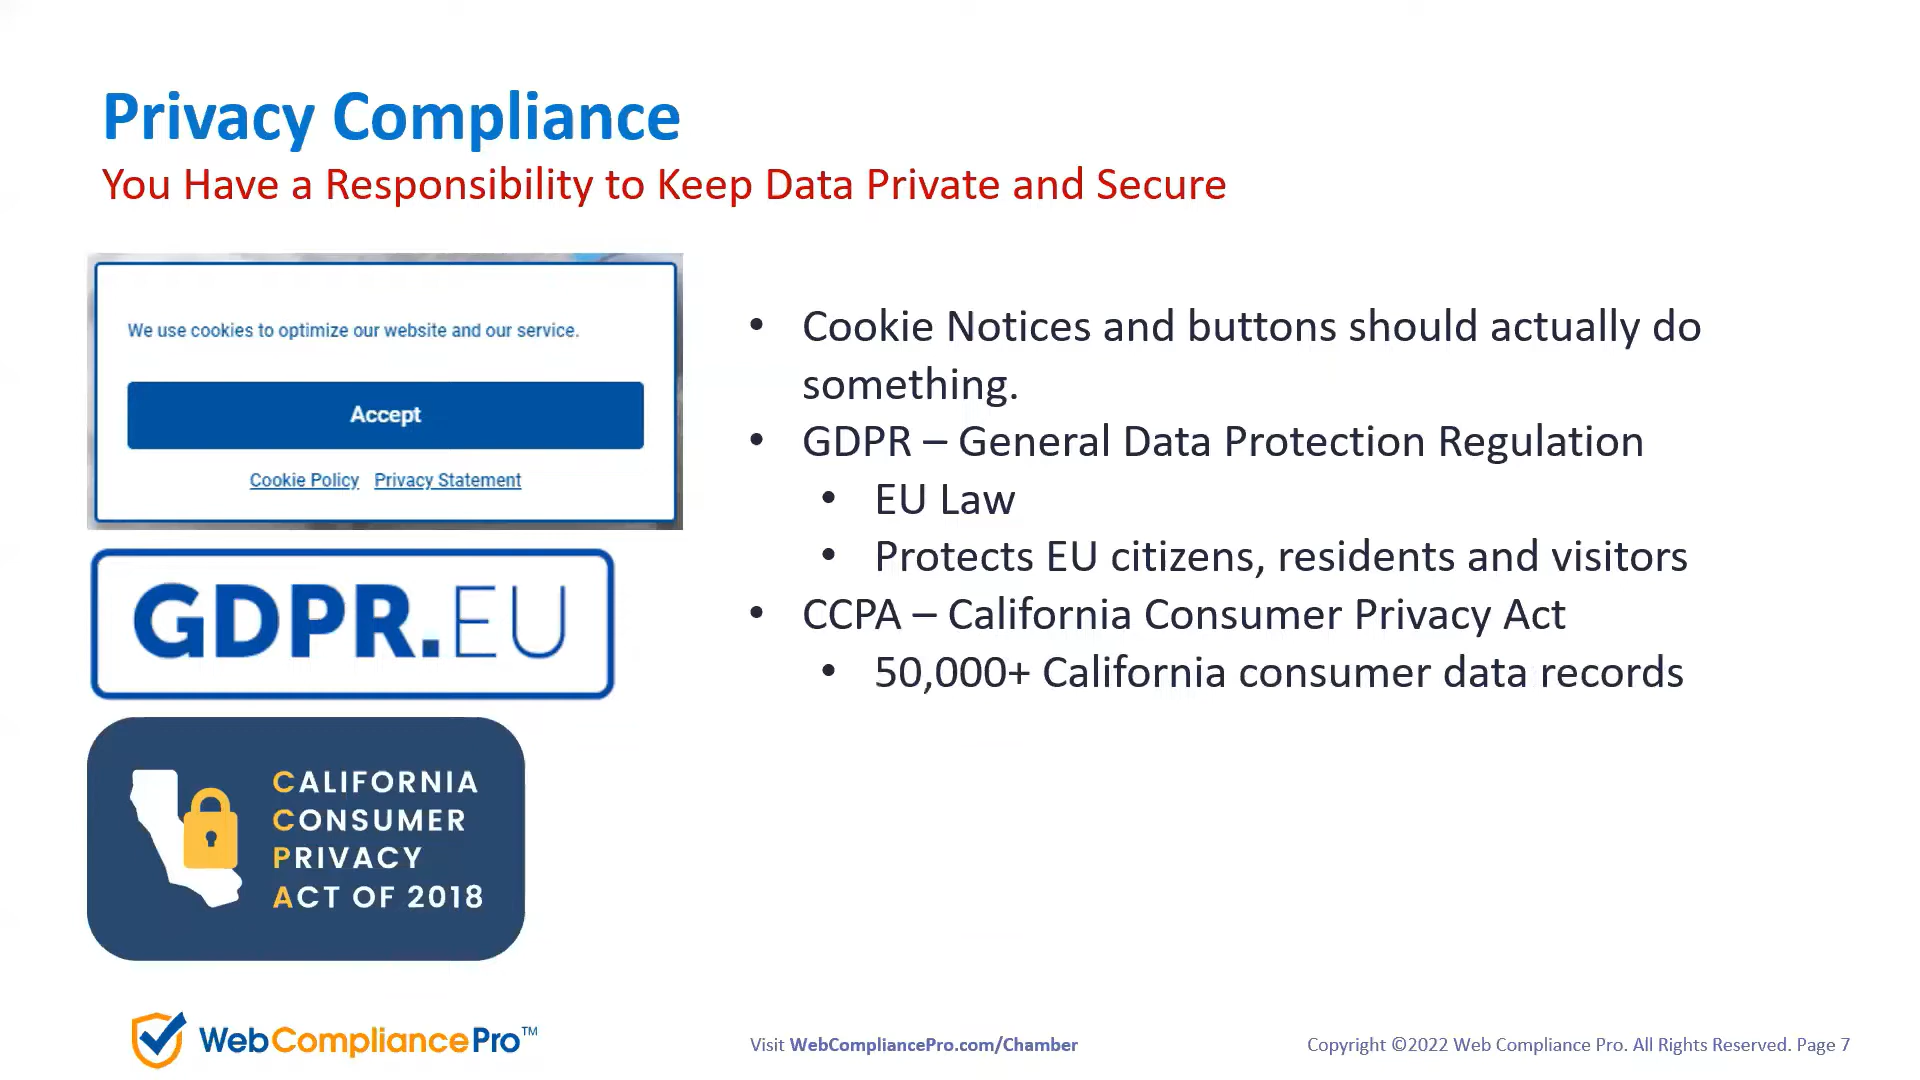 Privacy Compliance
You Have a Responsibility to Keep Data Private and Secure
We use cookies to optimize our website and our service.
Accept
Cookie Policy Privacy Statement
GDPR.EU
CALIFORNIA
CONSUMER
PRIVACY
ACT OF 2018
• Cookie Notices and buttons should actually do
something.
• GDPR – General Data Protection Regulation
• EU Law
• Protects EU citizens, residents and visitors
• CCPA – California Consumer Privacy Act
• 50,000+ California consumer data records
WebCompliancePro™
Visit WebCompliancePro.com/Chamber
Copyright ©2022 Web Compliance Pro. All Rights Reserved. Page 7